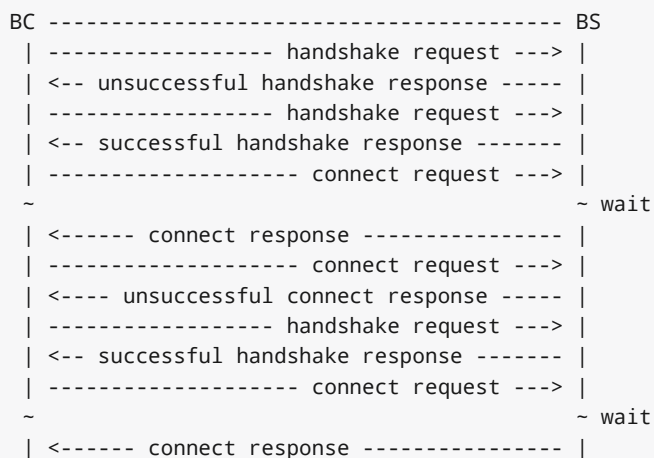 BC ----------------------------------------- BS
 | ------------------ handshake request ---> |
 | <-- unsuccessful handshake response ----- |
 | ------------------ handshake request ---> |
 | <-- successful handshake response ------- |
 | -------------------- connect request ---> |
 ~                                           ~ wait
 | <------ connect response ---------------- |
 | -------------------- connect request ---> |
 | <---- unsuccessful connect response ----- |
 | ------------------ handshake request ---> |
 | <-- successful handshake response ------- |
 | -------------------- connect request ---> |
 ~                                           ~ wait
 | <------ connect response ---------------- |